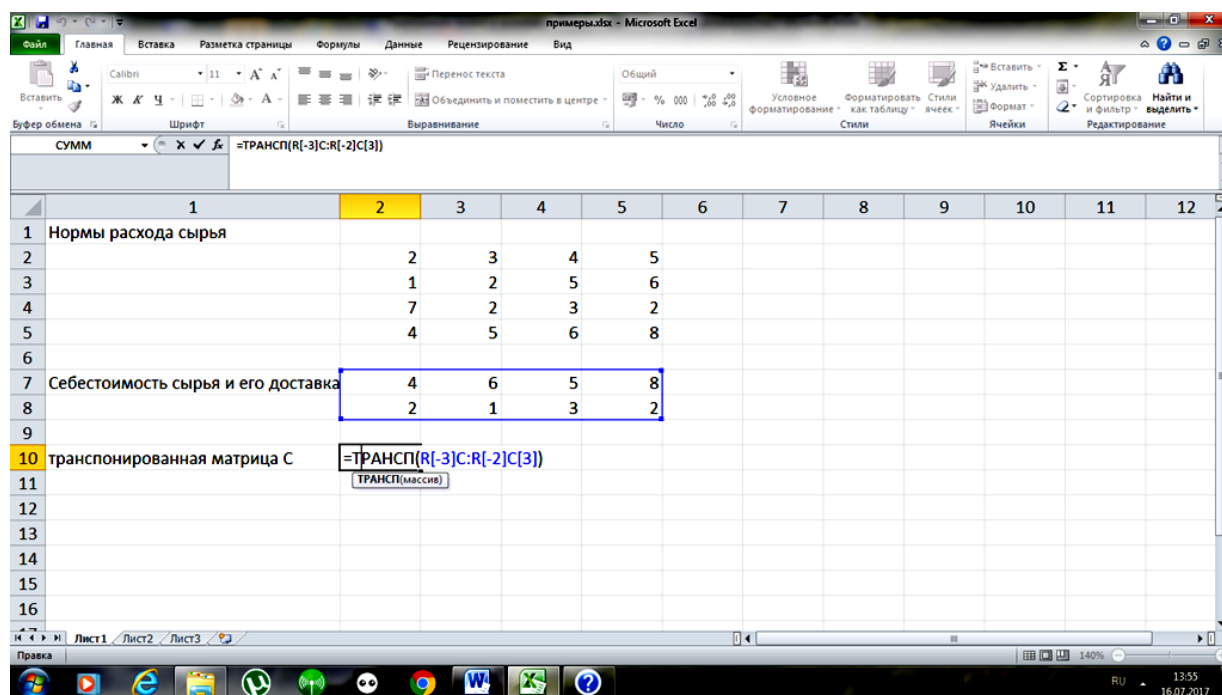 примеры.xlsx - Microsoft Excel
Файл Главная Вставка Разметка страницы Формулы Данные Рецензирование Вид
Вставить
Calibri 11
Ж К Ч
Перенос текста
Объединить и поместить в центре
Общий
% 000
Условное форматирование
Форматировать как таблицу
Стили ячеек
Вставить
Удалить
Формат
Сортировка и фильтр
Найти и выделить
Буфер обмена Шрифт Выравнивание Число Стили Ячейки Редактирование
СУММ =ТРАНСП(R[-3]C:R[-2]C[3])
1 2 3 4 5 6 7 8 9 10 11 12
1 Нормы расхода сырья
2 2 3 4 5
3 1 2 5 6
4 7 2 3 2
5 4 5 6 8
6
7 Себестоимость сырья и его доставка 4 6 5 8
8 2 1 3 2
9
10 транспонированная матрица С =ТРАНСП(R[-3]C:R[-2]C[3])
11 ТРАНСП(массив)
12
13
14
15
16
Лист1 Лист2 Лист3
Правка 140%
RU 13:55
16.07.2017